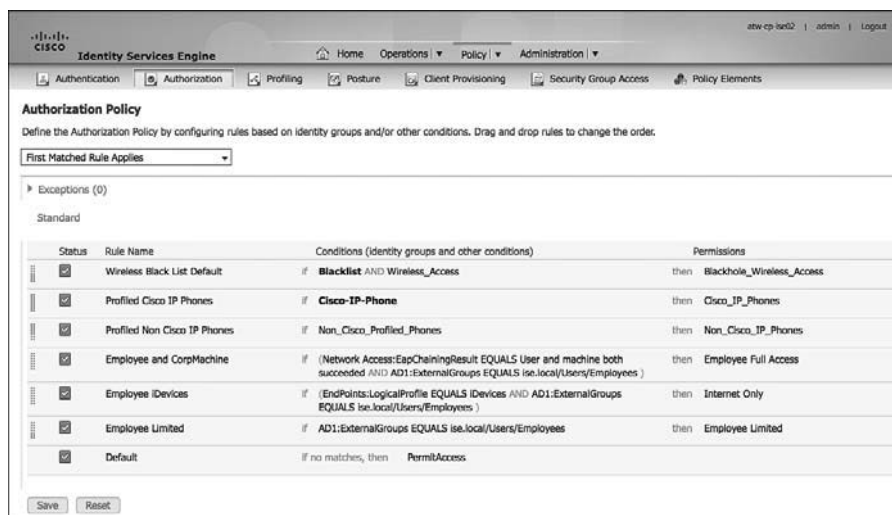 atw-cp-ise02 | admin | Logout
CISCO Identity Services Engine
Home Operations | Policy | Administration |
Authentication Authorization Profiling Posture Client Provisioning Security Group Access Policy Elements
Authorization Policy
Define the Authorization Policy by configuring rules based on identity groups and/or other conditions. Drag and drop rules to change the order.
First Matched Rule Applies
Exceptions (0)
Standard
Status Rule Name Conditions (identity groups and other conditions) Permissions
Wireless Black List Default if Blacklist AND Wireless_Access then Blackhole_Wireless_Access
Profiled Cisco IP Phones if Cisco-IP-Phone then Cisco_IP_Phones
Profiled Non Cisco IP Phones if Non_Cisco_Profiled_Phones then Non_Cisco_IP_Phones
Employee and CorpMachine if (Network Access:EapChainingResult EQUALS User and machine both then Employee Full Access
succeeded AND AD1:ExternalGroups EQUALS ise.local/Users/Employees )
Employee iDevices if (EndPoints:LogicalProfile EQUALS iDevices AND AD1:ExternalGroups then Internet Only
EQUALS ise.local/Users/Employees )
Employee Limited if AD1:ExternalGroups EQUALS ise.local/Users/Employees then Employee Limited
Default if no matches, then PermitAccess
Save Reset